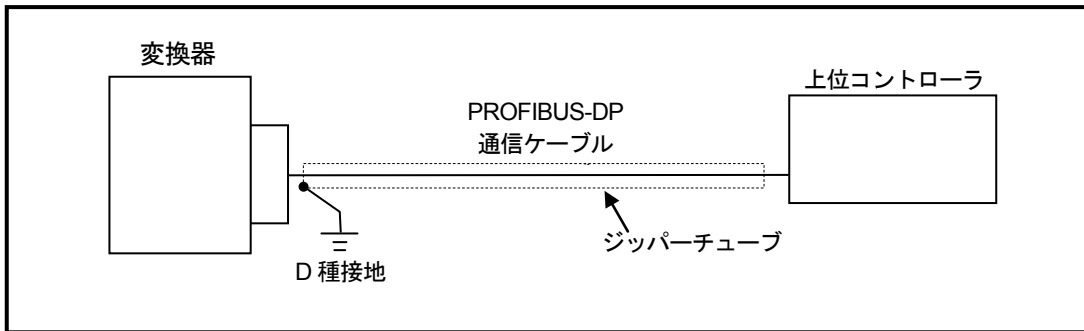 変換器
上位コントローラ
PROFIBUS-DP
通信ケーブル
ジッパーチューブ
D 種接地